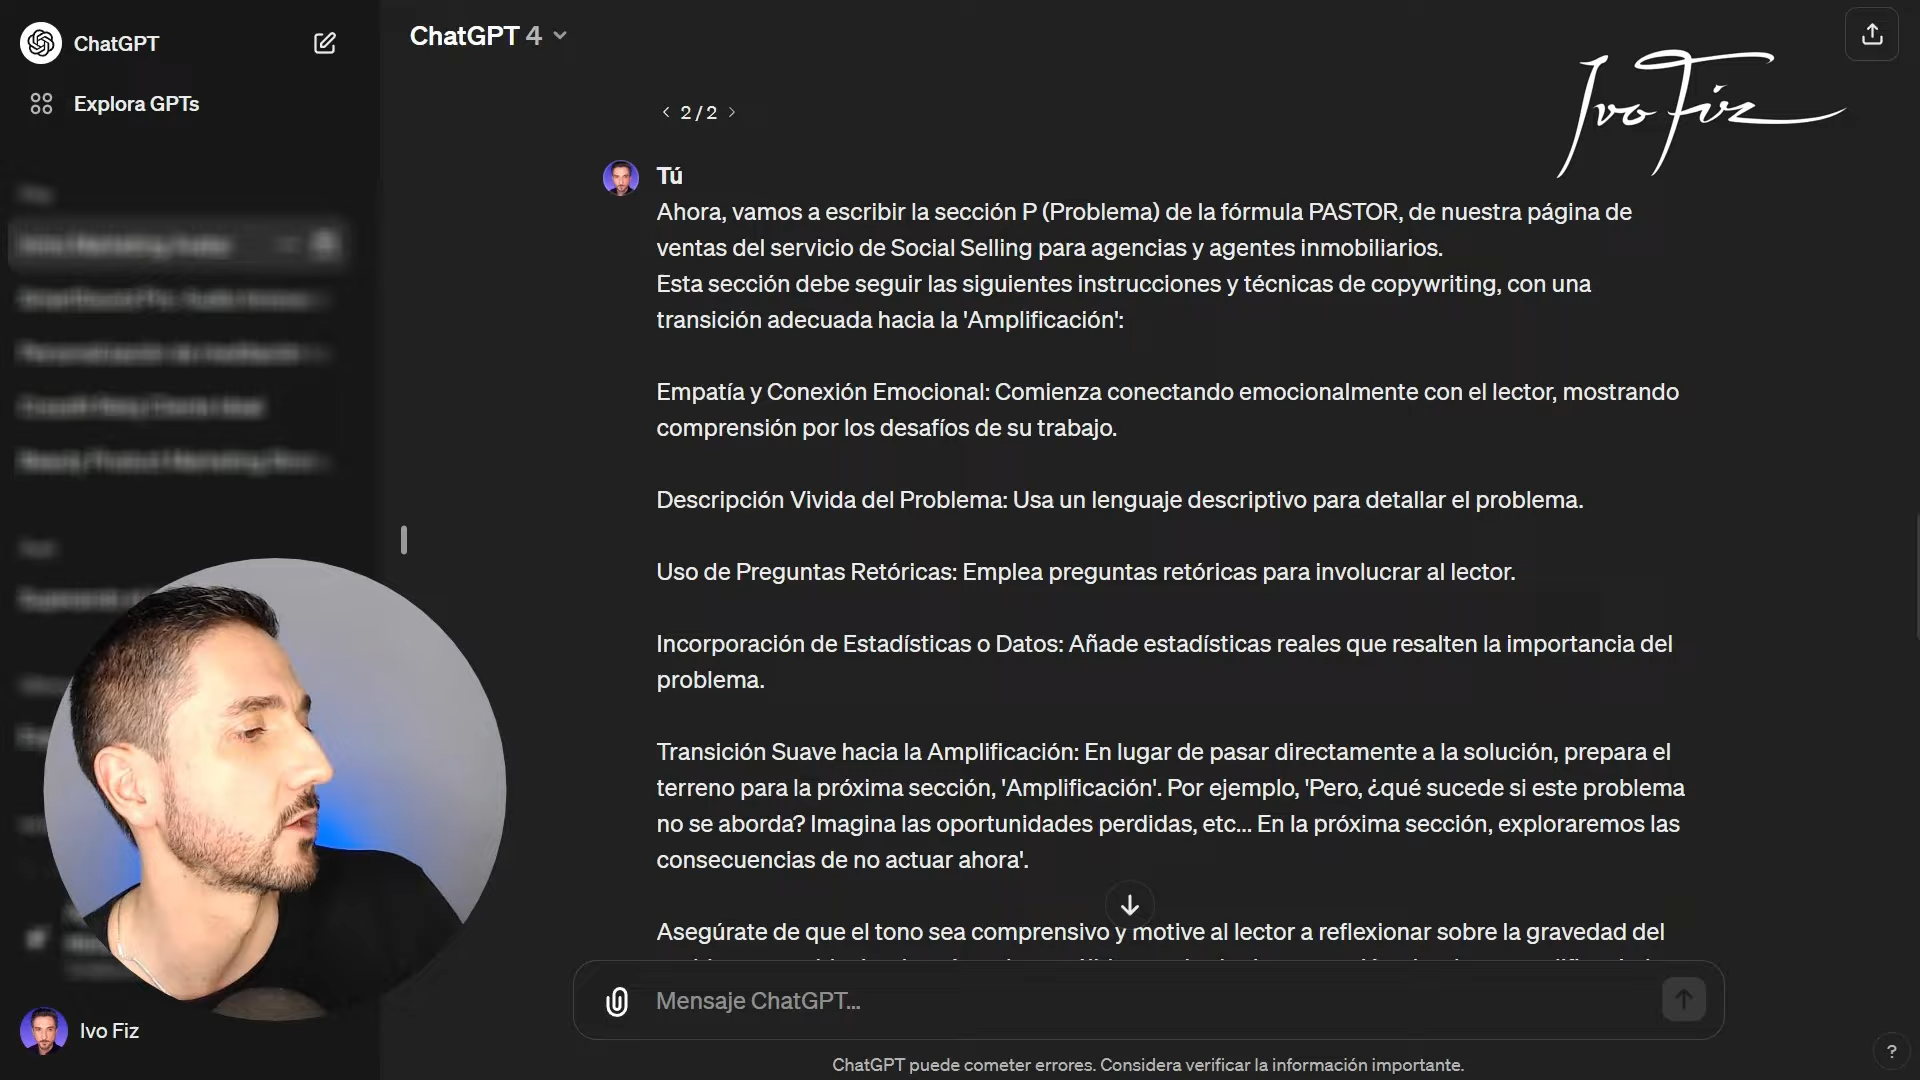 ChatGPT
Explora GPTs
ChatGPT 4
Ivo Fiz
2/2
Tú
Ahora, vamos a escribir la sección P (Problema) de la fórmula PASTOR, de nuestra página de
ventas del servicio de Social Selling para agencias y agentes inmobiliarios.
Esta sección debe seguir las siguientes instrucciones y técnicas de copywriting, con una
transición adecuada hacia la 'Amplificación':
Empatía y Conexión Emocional: Comienza conectando emocionalmente con el lector, mostrando
comprensión por los desafíos de su trabajo.
Descripción Vivida del Problema: Usa un lenguaje descriptivo para detallar el problema.
Uso de Preguntas Retóricas: Emplea preguntas retóricas para involucrar al lector.
Incorporación de Estadísticas o Datos: Añade estadísticas reales que resalten la importancia del
problema.
Transición Suave hacia la Amplificación: En lugar de pasar directamente a la solución, prepara el
terreno para la próxima sección, 'Amplificación'. Por ejemplo, 'Pero, ¿qué sucede si este problema
no se aborda? Imagina las oportunidades perdidas, etc... En la próxima sección, exploraremos las
consecuencias de no actuar ahora'.
Asegúrate de que el tono sea comprensivo y motive al lector a reflexionar sobre la gravedad del
Mensaje ChatGPT...
Ivo Fiz
ChatGPT puede cometer errores. Considera verificar la información importante.
?